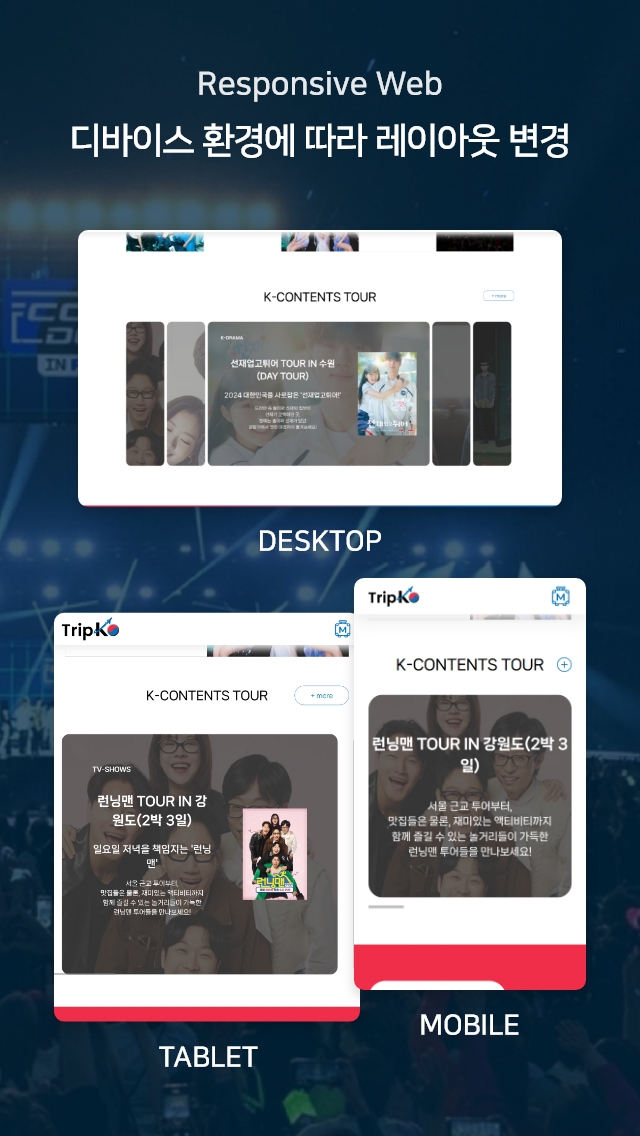 Responsive Web
디바이스 환경에 따라 레이아웃 변경
K-CONTENTS TOUR
+ more
K-DRAMA
선재업고튀어 TOUR IN 수원
(DAY TOUR)
2024 대한민국을 사로잡은 '선재업고튀어!'
DESKTOP
TripKO
M
K-CONTENTS TOUR
+ more
TV-SHOWS
런닝맨 TOUR IN 강
원도(2박 3일)
일요일 저녁을 책임지는 '런닝
맨'
서울 근교 투어부터,
맛집들은 물론, 재미있는 액티비티까지
함께 즐길 수 있는 놀거리들이 가득한
런닝맨 투어들을 만나보세요!
런닝맨
TABLET
TripKO
M
K-CONTENTS TOUR
런닝맨 TOUR IN 강원도(2박 3
일)
서울 근교 투어부터,
맛집들은 물론, 재미있는 액티비티까지
함께 즐길 수 있는 놀거리들이 가득한
런닝맨 투어들을 만나보세요!
MOBILE